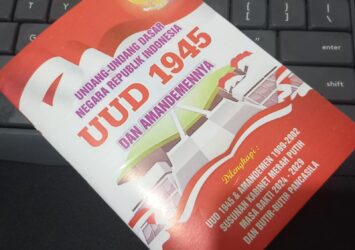 UNDANG-UNDANG DASAR
NEGARA REPUBLIK INDONESIA
UUD 1945
DAN AMANDEMENNYA
Dilengkapi :
UUD 1945 & AMANDEMEN 1999-2002
SUSUNAN KABINET MERAH PUTIH
MASA BAKTI 2024 - 2029
DAN BUTIR-BUTIR PANCASILA